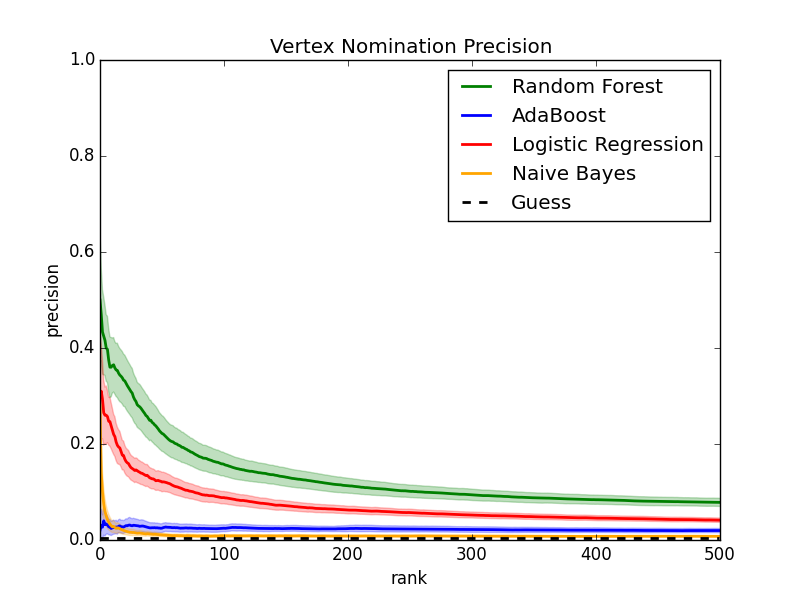 Vertex Nomination Precision
1.0
0.8
0.6
0.4
0.2
0.0
precision
Random Forest
AdaBoost
Logistic Regression
Naive Bayes
Guess
0 100 200 300 400 500
rank